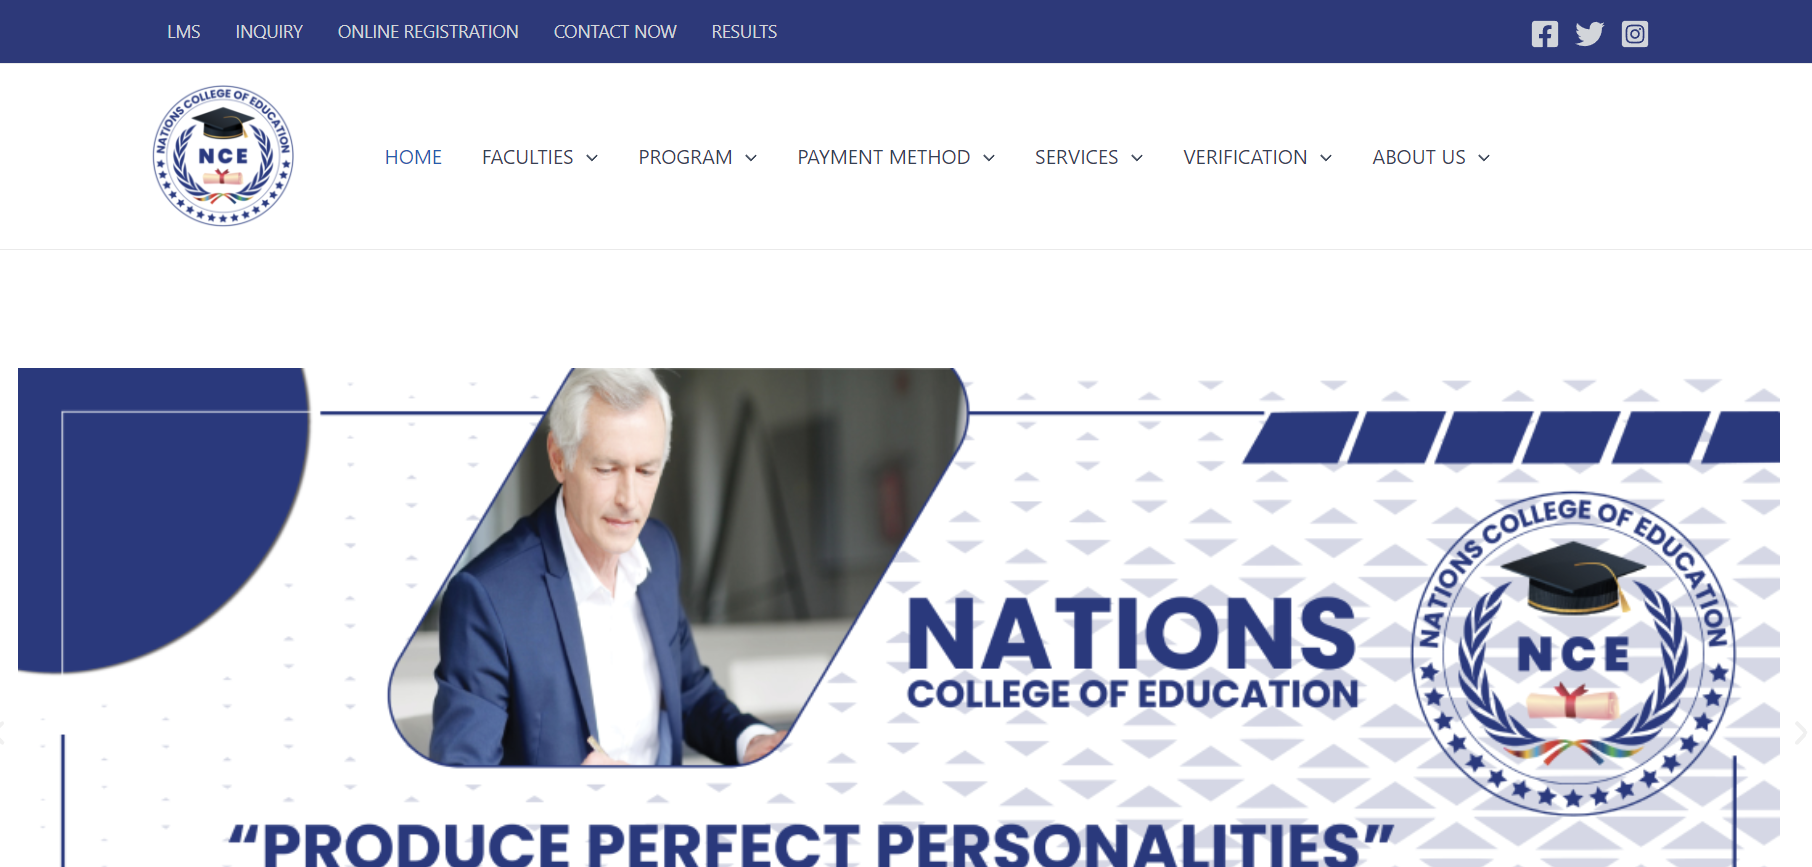 LMS INQUIRY ONLINE REGISTRATION CONTACT NOW RESULTS
NATIONS COLLEGE OF EDUCATION
NCE
HOME FACULTIES PROGRAM PAYMENT METHOD SERVICES VERIFICATION ABOUT US
NATIONS
COLLEGE OF EDUCATION
NATIONS COLLEGE OF EDUCATION
NCE
“PRODUCE PERFECT PERSONALITIES”